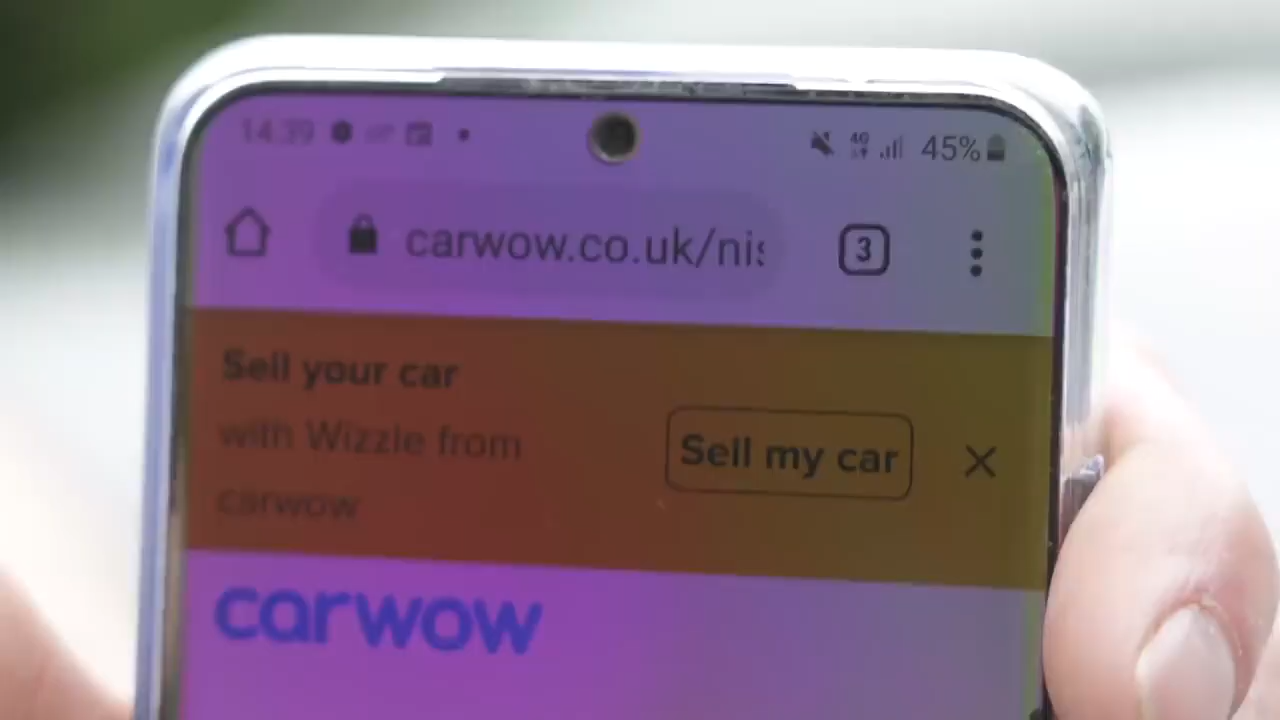 14:39
4G 45%
carwow.co.uk/nis
3
Sell your car
with Wizzle from
carwow
Sell my car
carwow